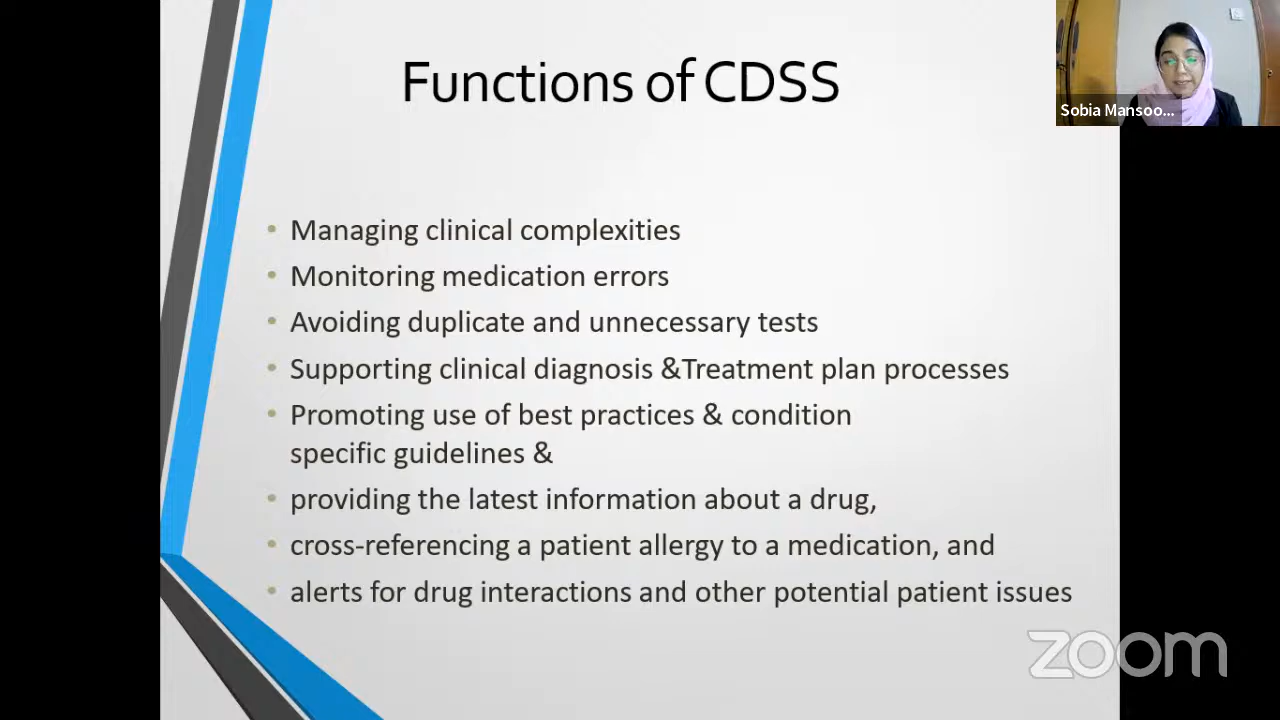 Functions of CDSS
Sobia Mansoo...
• Managing clinical complexities
• Monitoring medication errors
• Avoiding duplicate and unnecessary tests
• Supporting clinical diagnosis &Treatment plan processes
• Promoting use of best practices & condition
specific guidelines &
• providing the latest information about a drug,
• cross-referencing a patient allergy to a medication, and
• alerts for drug interactions and other potential patient issues
zoom